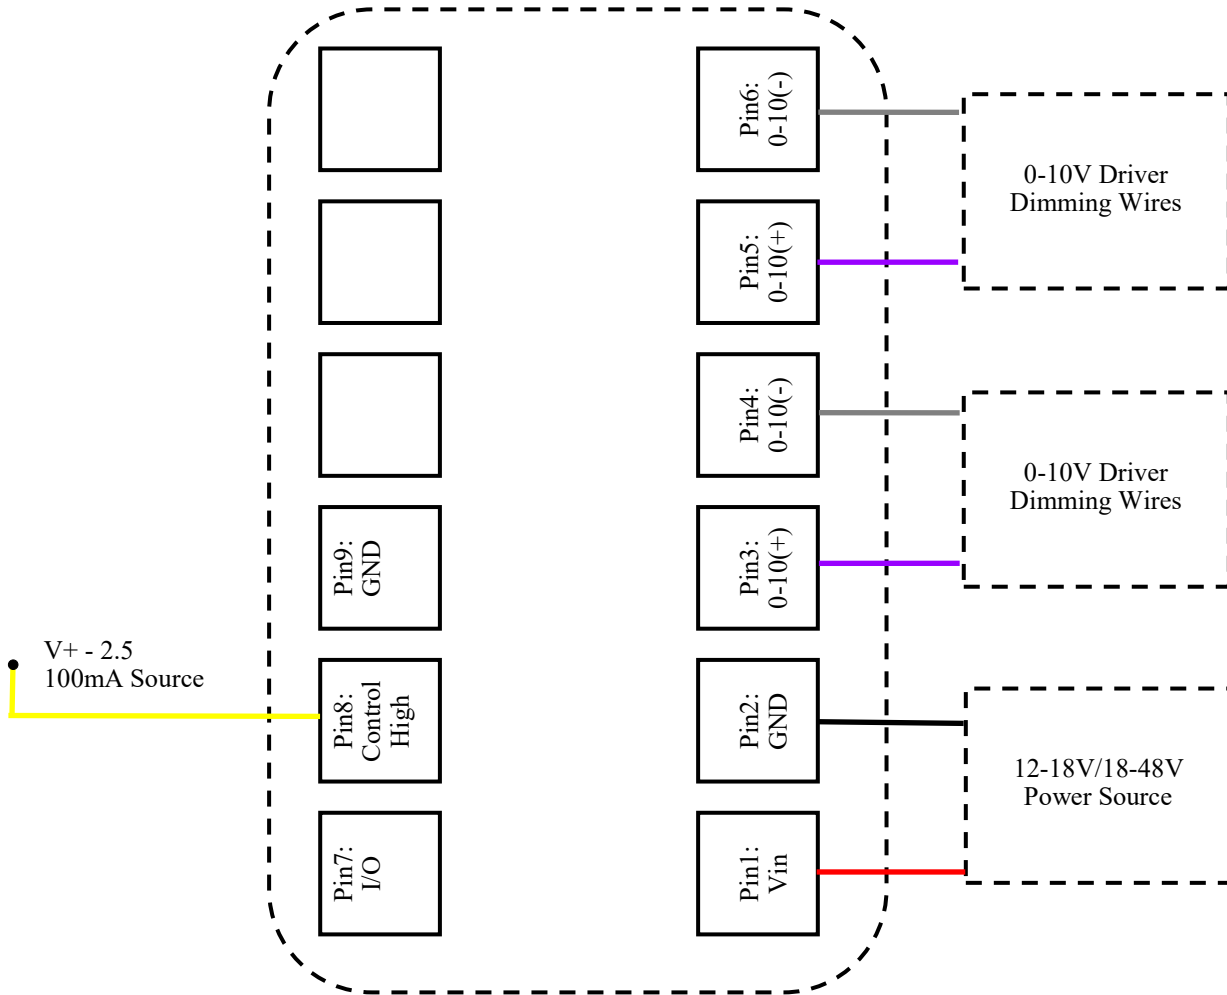 Pin6:
0-10(-)
0-10V Driver
Dimming Wires
Pin5:
0-10(+)
Pin4:
0-10(-)
0-10V Driver
Dimming Wires
Pin9:
GND
Pin3:
0-10(+)
V+ - 2.5
100mA Source
Pin8:
Control
High
Pin2:
GND
12-18V/18-48V
Power Source
Pin7:
I/O
Pin1:
Vin